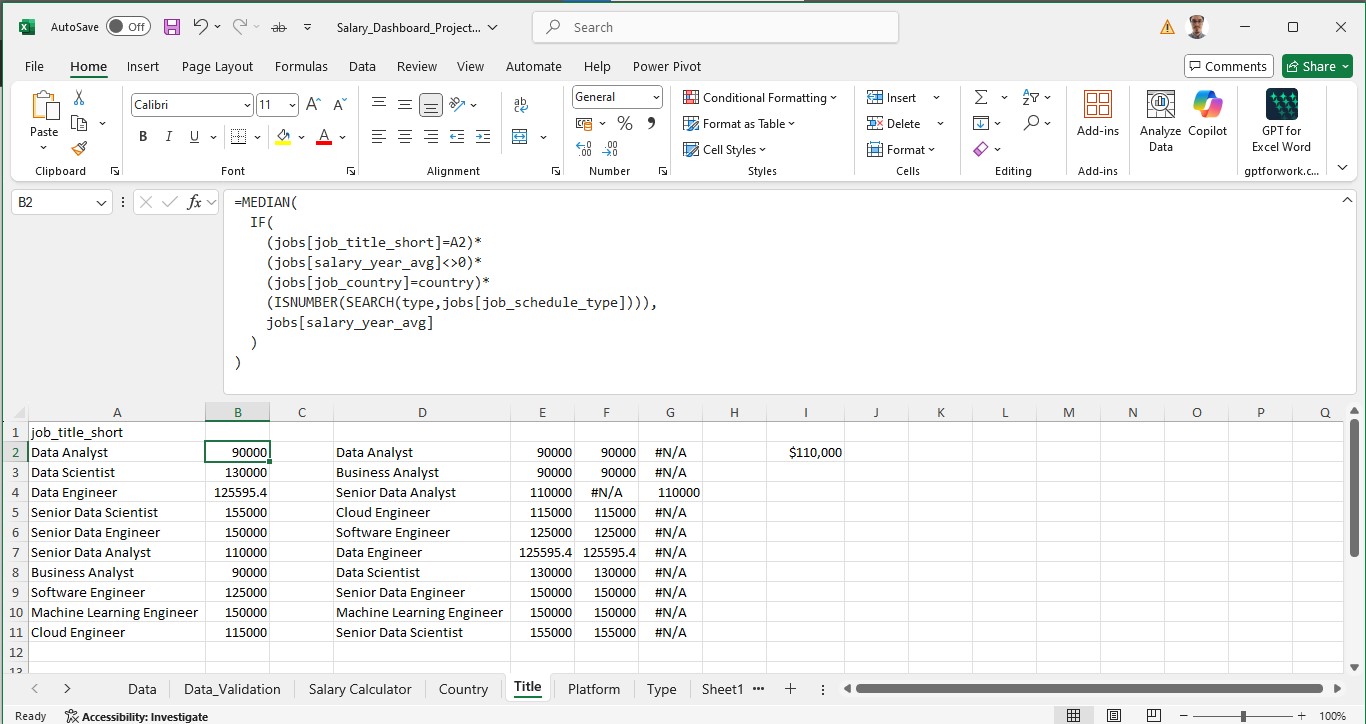 AutoSave Off ab Salary_Dashboard_Project... Search
File Home Insert Page Layout Formulas Data Review View Automate Help Power Pivot Comments Share
Paste
Clipboard
Calibri 11 A^ A˅
B I U A
Font
ab
Alignment
General
% 9
Number
Conditional Formatting
Format as Table
Cell Styles
Styles
Insert
Delete
Format
Cells
Editing
Add-ins
Add-ins
Analyze Data
Copilot
GPT for Excel Word
gptforwork.c...
B2 fx
=MEDIAN(
IF(
(jobs[job_title_short]=A2)*
(jobs[salary_year_avg]<>0)*
(jobs[job_country]=country)*
(ISNUMBER(SEARCH(type,jobs[job_schedule_type]))),
jobs[salary_year_avg]
)
)
A B C D E F G H I J K L M N O P Q
1 job_title_short
2 Data Analyst 90000 Data Analyst 90000 90000 #N/A $110,000
3 Data Scientist 130000 Business Analyst 90000 90000 #N/A
4 Data Engineer 125595.4 Senior Data Analyst 110000 #N/A 110000
5 Senior Data Scientist 155000 Cloud Engineer 115000 115000 #N/A
6 Senior Data Engineer 150000 Software Engineer 125000 125000 #N/A
7 Senior Data Analyst 110000 Data Engineer 125595.4 125595.4 #N/A
8 Business Analyst 90000 Data Scientist 130000 130000 #N/A
9 Software Engineer 125000 Senior Data Engineer 150000 150000 #N/A
10 Machine Learning Engineer 150000 Machine Learning Engineer 150000 150000 #N/A
11 Cloud Engineer 115000 Senior Data Scientist 155000 155000 #N/A
12
13
Data Data_Validation Salary Calculator Country Title Platform Type Sheet1 ...
Ready Accessibility: Investigate 100%